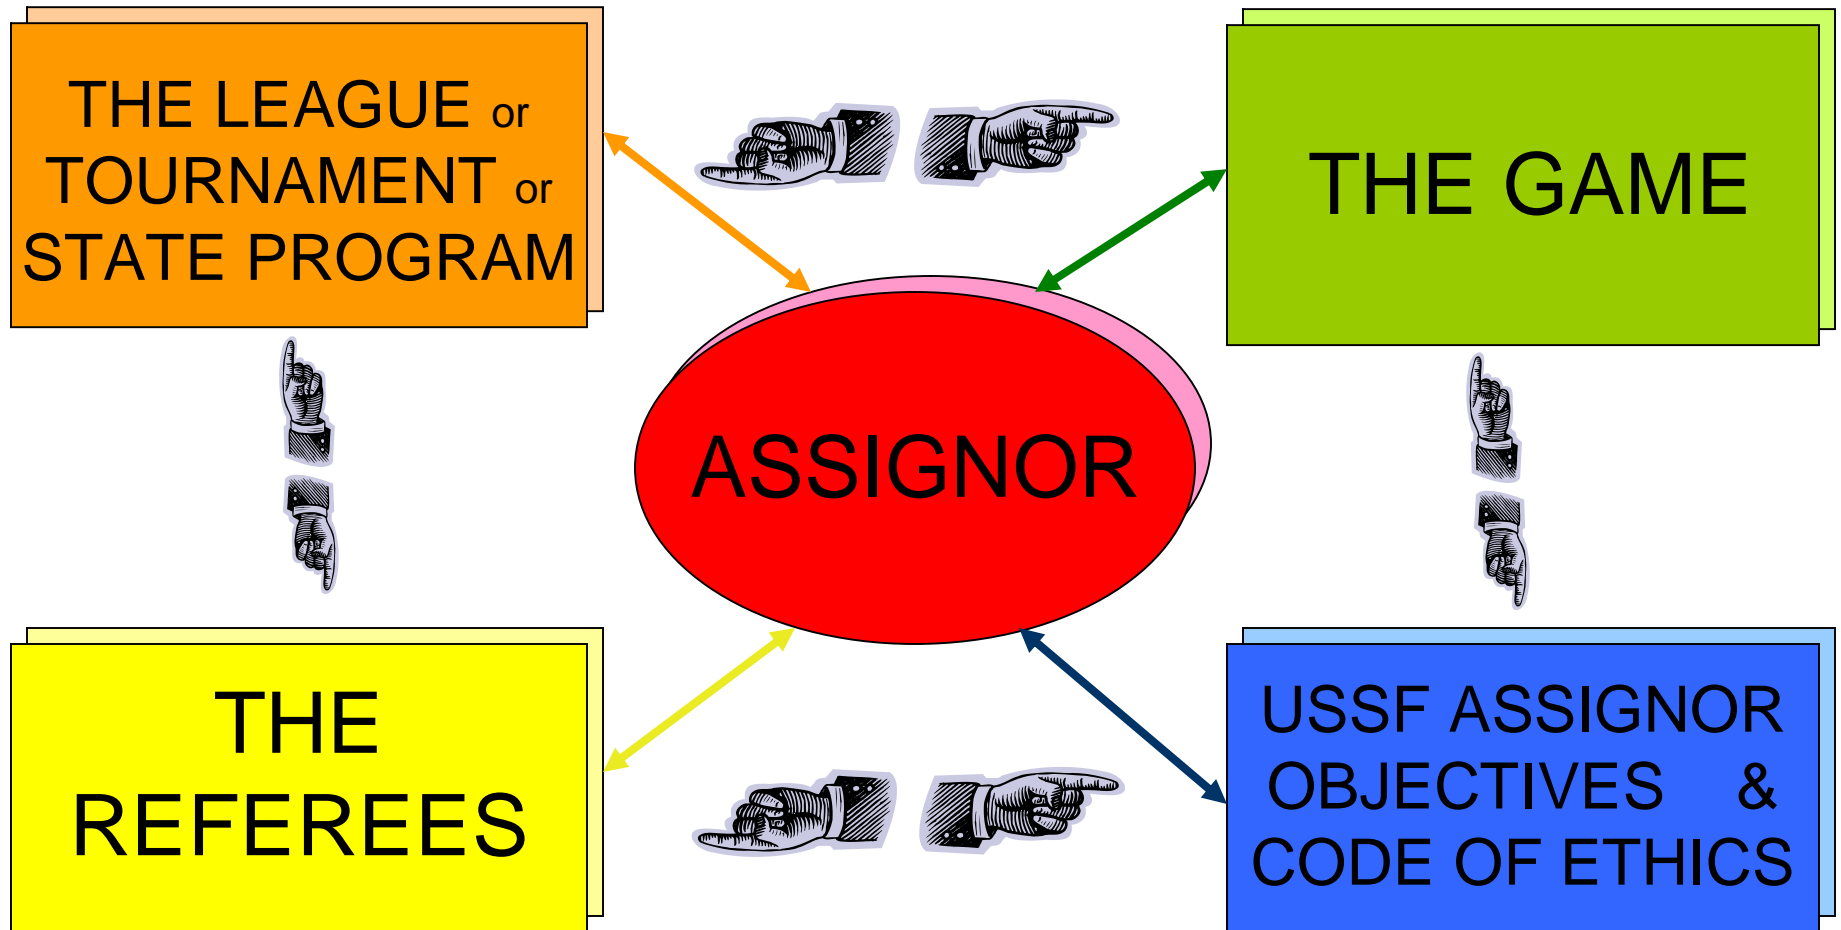 THE LEAGUE or
TOURNAMENT or
STATE PROGRAM
THE GAME
ASSIGNOR
THE
REFEREES
USSF ASSIGNOR
OBJECTIVES &
CODE OF ETHICS